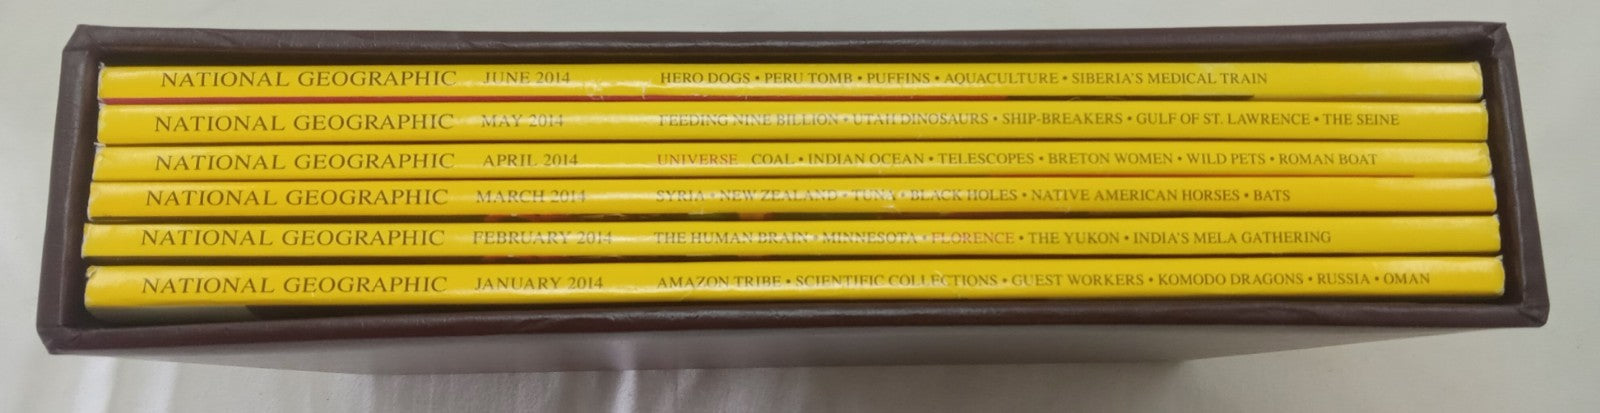 NATIONAL GEOGRAPHIC JUNE 2014 HERO DOGS • PERU TOMB • PUFFINS • AQUACULTURE • SIBERIA'S MEDICAL TRAIN
NATIONAL GEOGRAPHIC MAY 2014 FEEDING NINE BILLION • UTAH DINOSAURS • SHIP-BREAKERS • GULF OF ST. LAWRENCE • THE SEINE
NATIONAL GEOGRAPHIC APRIL 2014 UNIVERSE COAL • INDIAN OCEAN • TELESCOPES • BRETON WOMEN • WILD PETS • ROMAN BOAT
NATIONAL GEOGRAPHIC MARCH 2014 SYRIA • NEW ZEALAND • TUNA • BLACK HOLES • NATIVE AMERICAN HORSES • BATS
NATIONAL GEOGRAPHIC FEBRUARY 2014 THE HUMAN BRAIN • MINNESOTA • FLORENCE • THE YUKON • INDIA'S MELA GATHERING
NATIONAL GEOGRAPHIC JANUARY 2014 AMAZON TRIBE • SCIENTIFIC COLLECTIONS • GUEST WORKERS • KOMODO DRAGONS • RUSSIA • OMAN